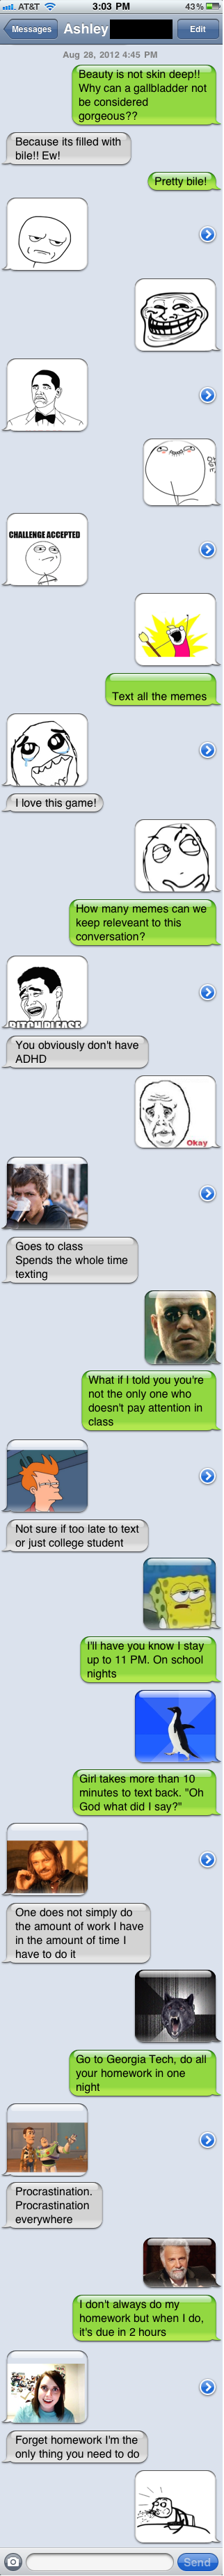 AT&T 3:03 PM 43%
Messages Ashley Edit
Aug 28, 2012 4:45 PM
Beauty is not skin deep!!
Why can a gallbladder not
be considered
gorgeous??
Because its filled with
bile!! Ew!
Pretty bile!
CHALLENGE ACCEPTED
Text all the memes
I love this game!
How many memes can we
keep releveant to this
conversation?
BITCH PLEASE
You obviously don't have
ADHD
Okay
Goes to class
Spends the whole time
texting
What if I told you you're
not the only one who
doesn't pay attention in
class
Not sure if too late to text
or just college student
I'll have you know I stay
up to 11 PM. On school
nights
Girl takes more than 10
minutes to text back. "Oh
God what did I say?"
One does not simply do
the amount of work I have
in the amount of time I
have to do it
Go to Georgia Tech, do all
your homework in one
night
Procrastination.
Procrastination
everywhere
I don't always do my
homework but when I do,
it's due in 2 hours
Forget homework I'm the
only thing you need to do
Send